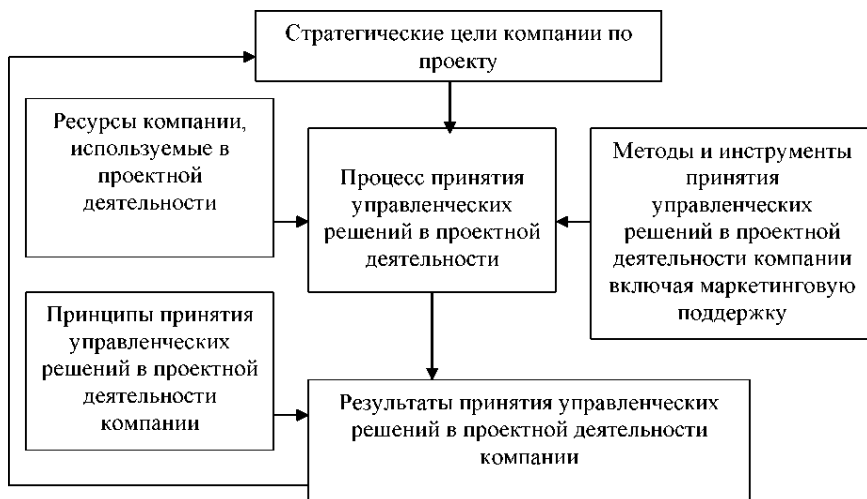 Стратегические цели компании по
проекту
Ресурсы компании,
используемые в
проектной
деятельности
Процесс принятия
управленческих
решений в проектной
деятельности
Методы и инструменты
принятия
управленческих
решений в проектной
деятельности компании
включая маркетинговую
поддержку
Принципы принятия
управленческих
решений в проектной
деятельности
компании
Результаты принятия управленческих
решений в проектной деятельности
компании